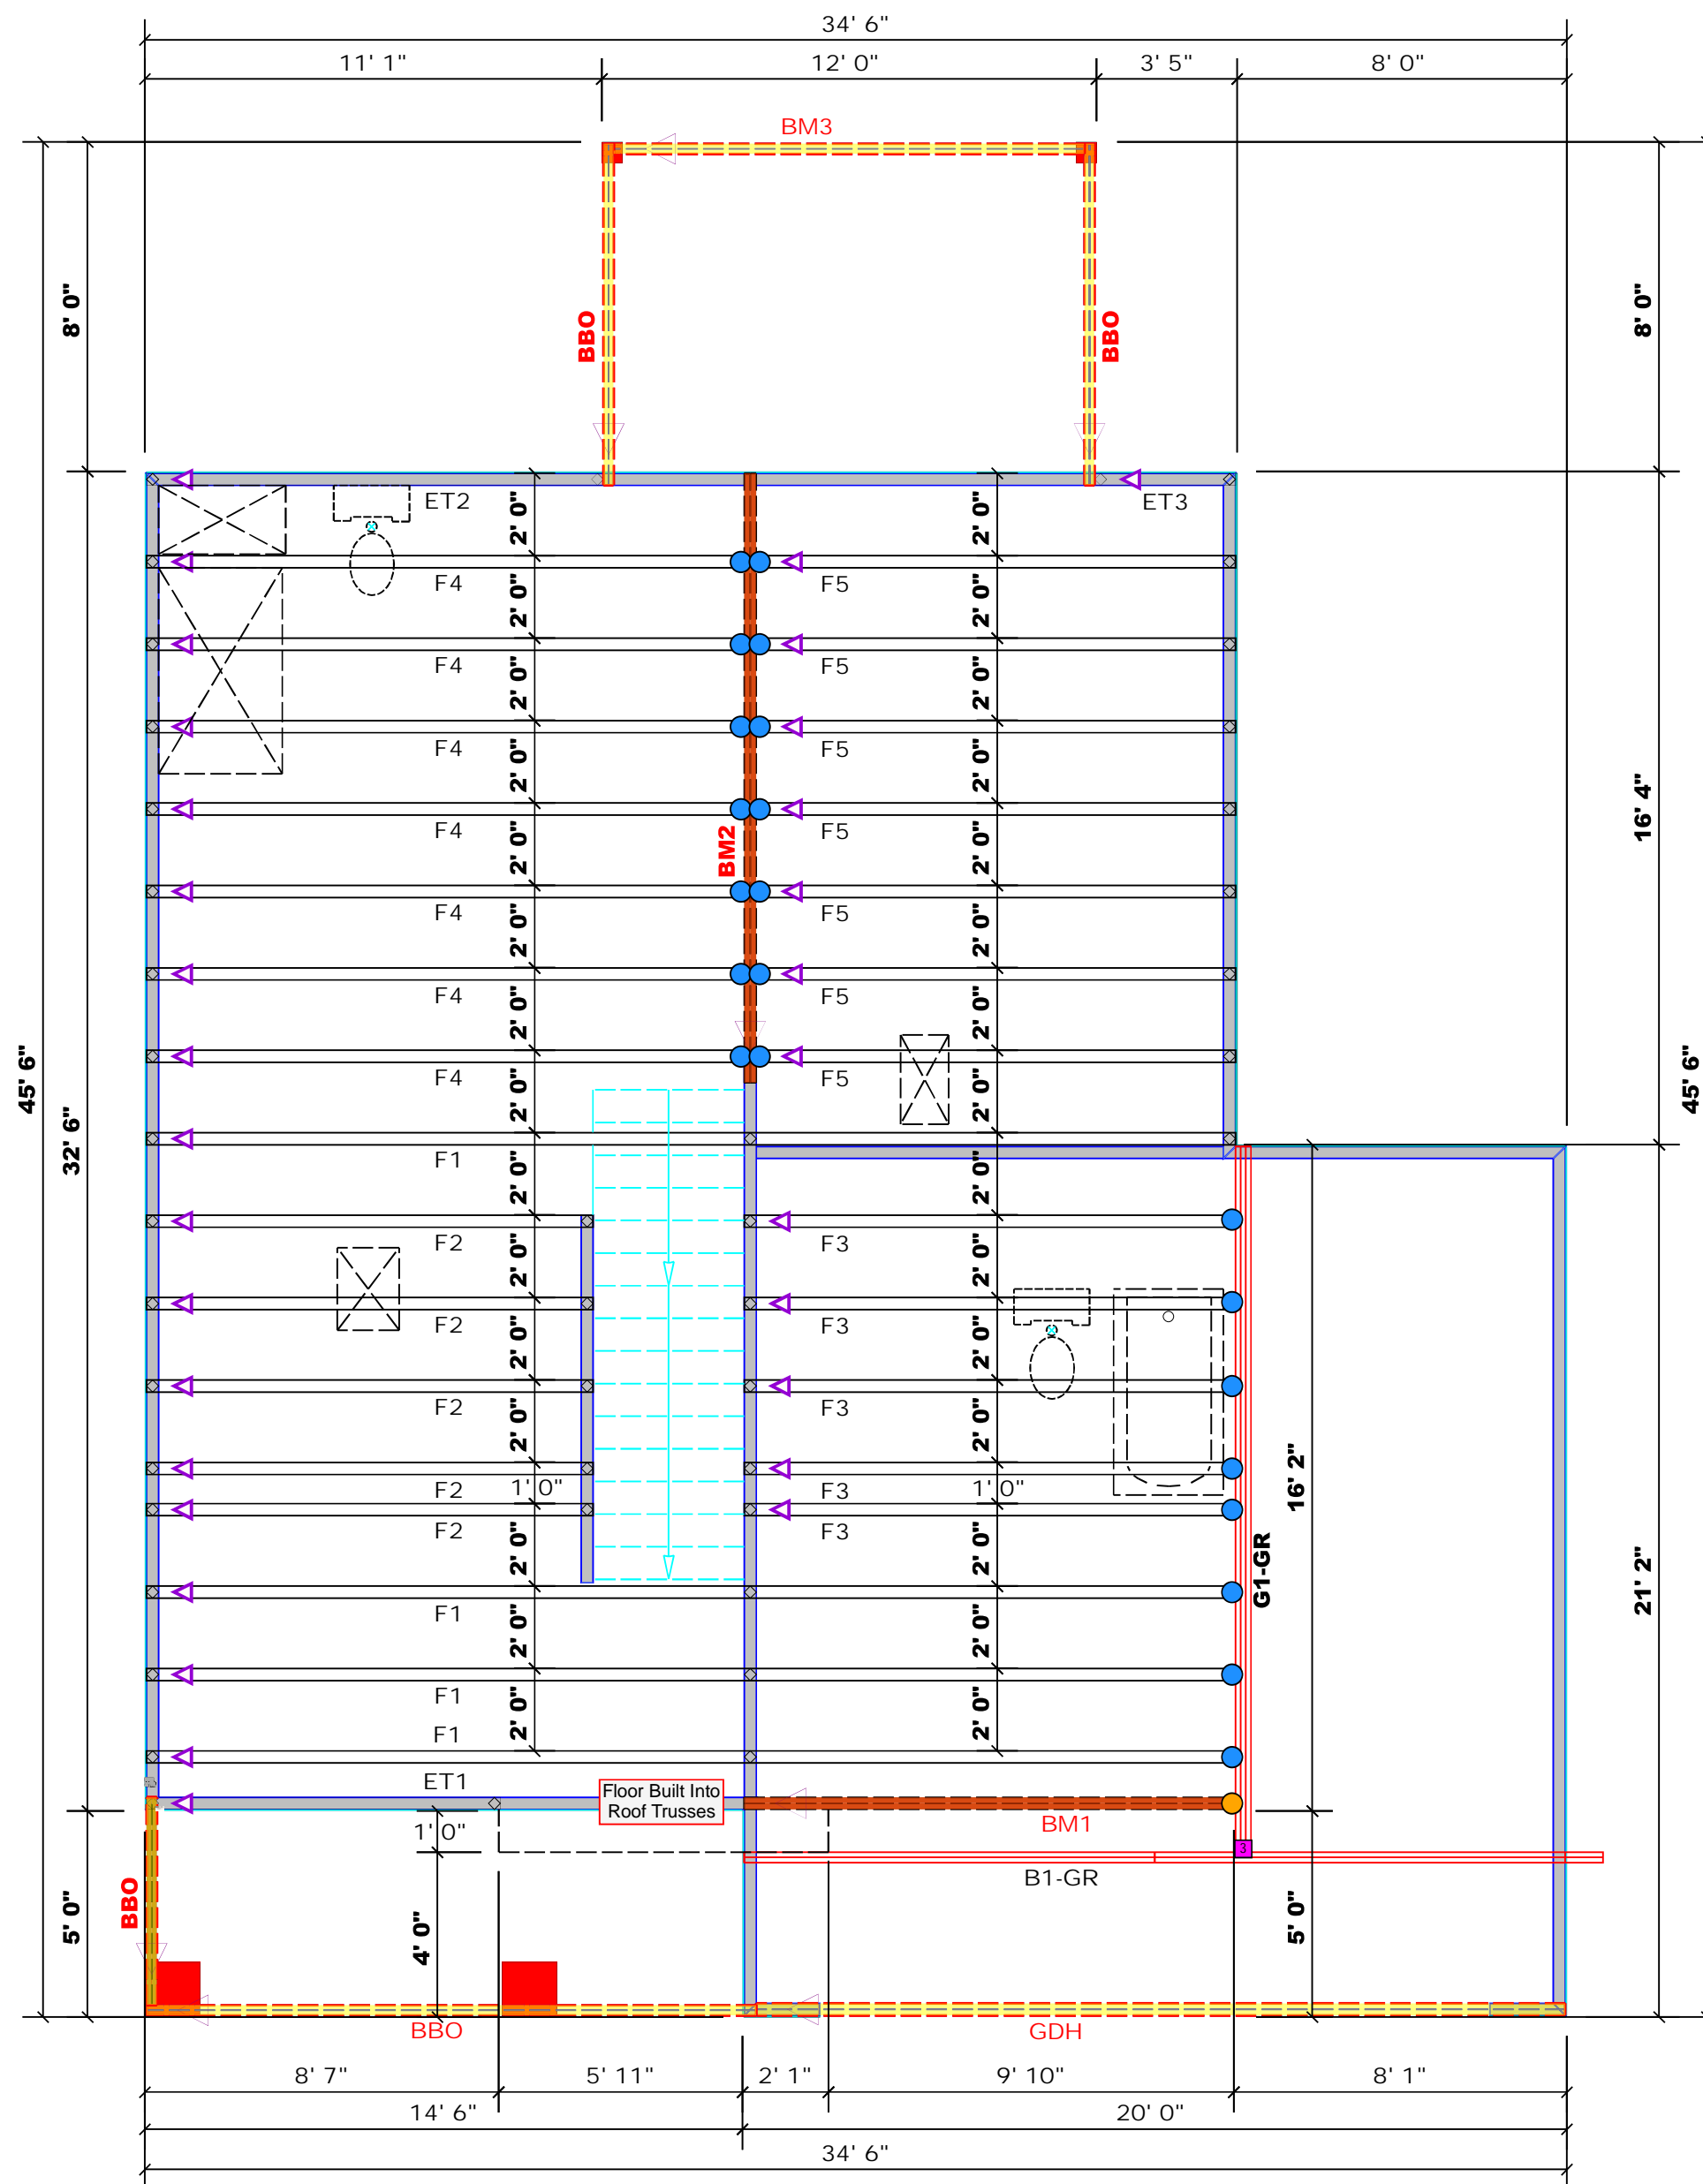 34' 6"
11' 1"
12' 0"
3' 5"
8' 0"
BM3
8' 0"
BBO
BBO
8' 0"
ET2
ET3
2' 0"
2' 0"
F4
F5
2' 0"
2' 0"
F4
F5
2' 0"
2' 0"
F4
F5
2' 0"
2' 0"
F4
F5
BM2
16' 4"
2' 0"
2' 0"
F4
F5
2' 0"
2' 0"
F4
F5
2' 0"
2' 0"
F4
F5
45' 6"
45' 6"
32' 6"
2' 0"
2' 0"
F1
2' 0"
2' 0"
F2
F3
2' 0"
2' 0"
F2
F3
2' 0"
2' 0"
F2
F3
2' 0"
2' 0"
16' 2"
1' 0"
1' 0"
F2
F3
F2
F3
G1-GR
21' 2"
2' 0"
2' 0"
F1
2' 0"
2' 0"
F1
F1
2' 0"
2' 0"
ET1
Floor Built Into
Roof Trusses
1' 0"
BM1
3
B1-GR
5' 0"
BBO
4' 0"
5' 0"
BBO
GDH
8' 7"
5' 11"
2' 1"
9' 10"
8' 1"
14' 6"
20' 0"
34' 6"